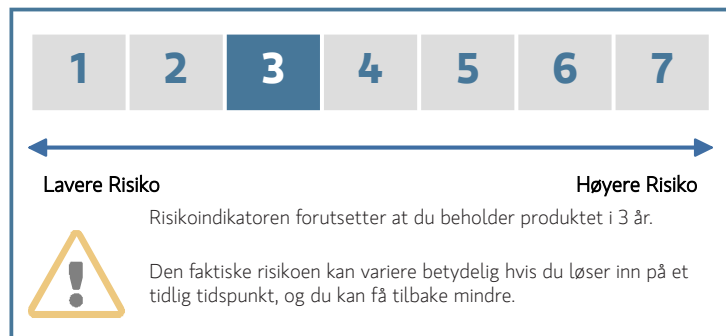 1 2 3 4 5 6 7
Lavere Risiko Høyere Risiko
Risikoindikatoren forutsetter at du beholder produktet i 3 år.
Den faktiske risikoen kan variere betydelig hvis du løser inn på et
tidlig tidspunkt, og du kan få tilbake mindre.